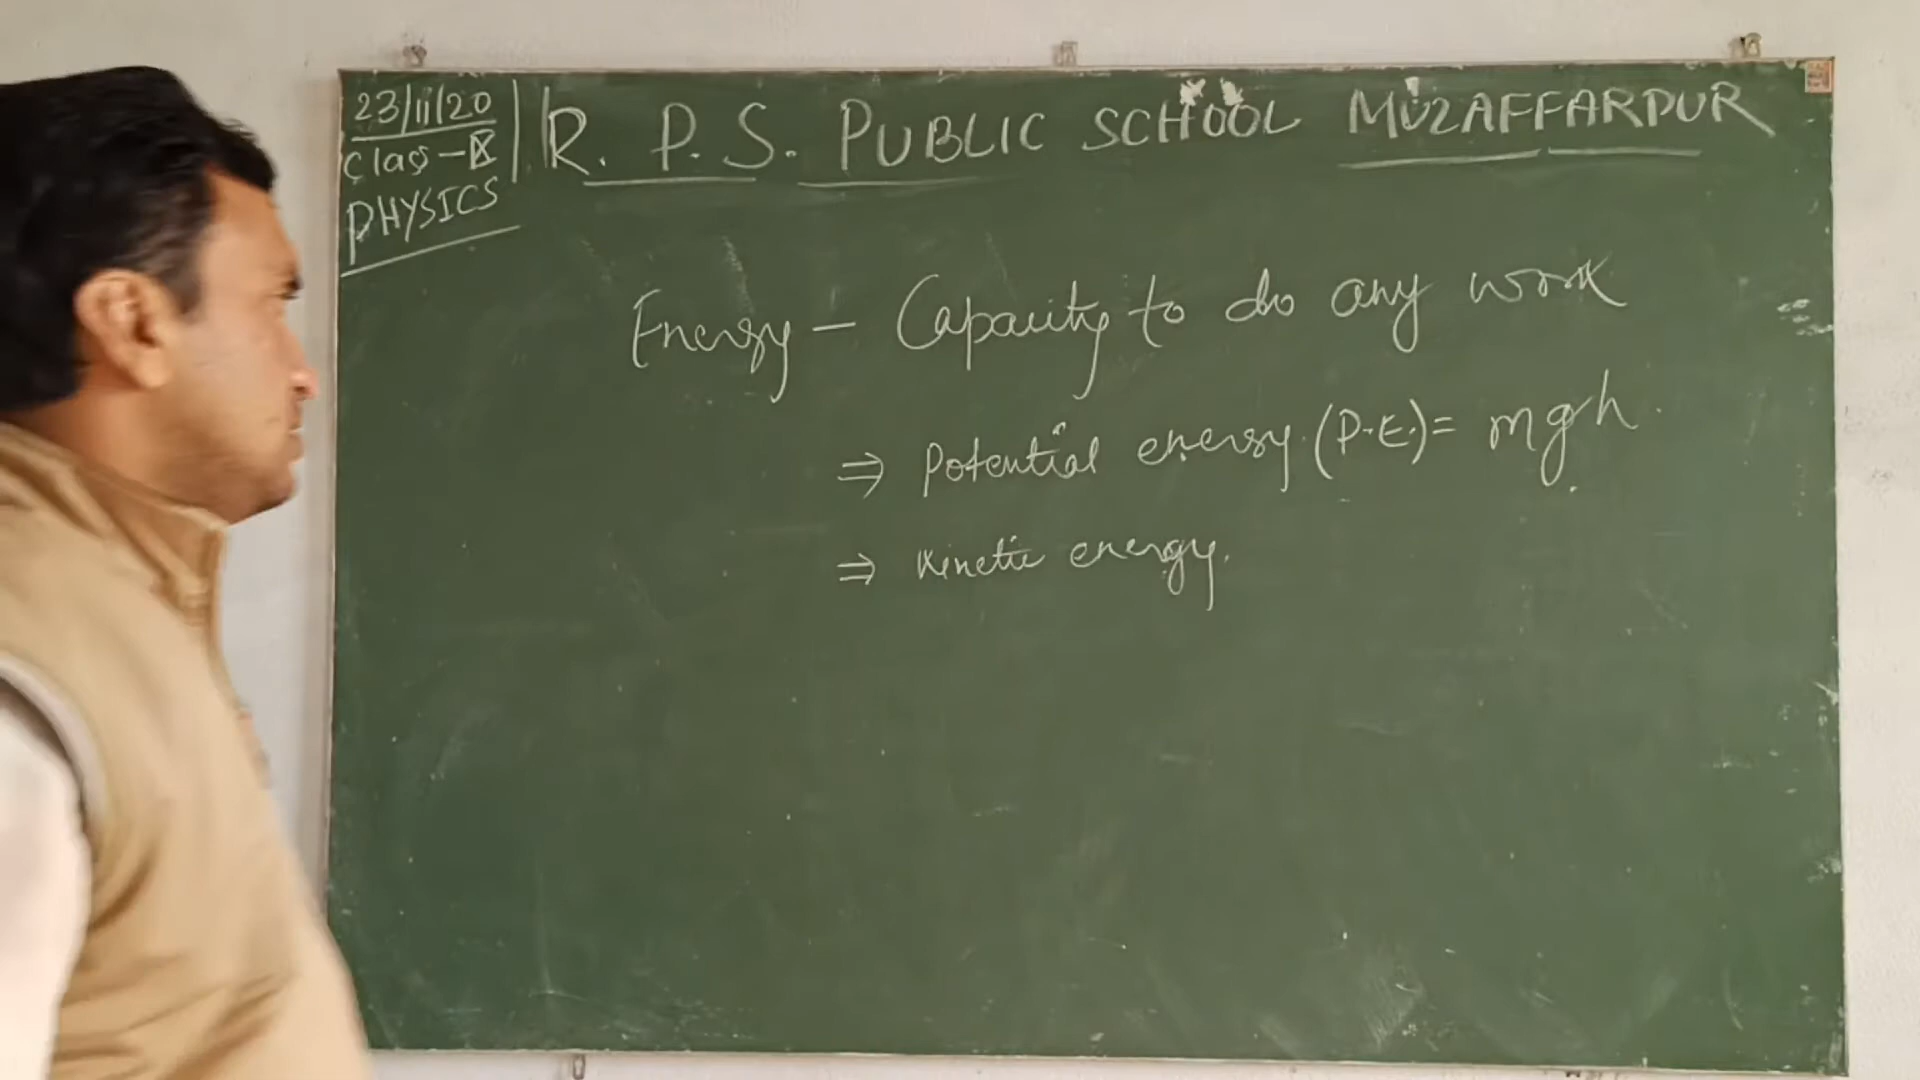 23/11/20
Class-IX
PHYSICS
R. P. S. PUBLIC SCHOOL MUZAFFARPUR
Energy - Capacity to do any work
⇒ Potential energy. (P.E.) = mgh.
⇒ Kinetic energy.